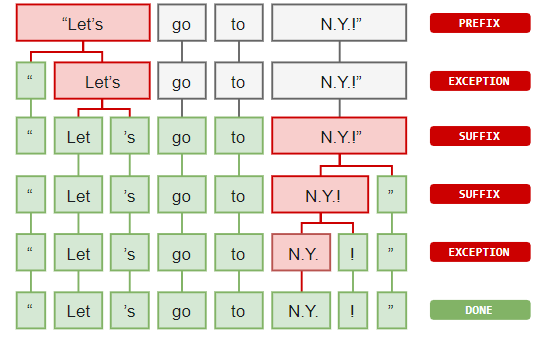 “Let’s go to N.Y.!” PREFIX
“ Let’s go to N.Y.!” EXCEPTION
“ Let ’s go to N.Y.!” SUFFIX
“ Let ’s go to N.Y.! ” SUFFIX
“ Let ’s go to N.Y. ! ” EXCEPTION
“ Let ’s go to N.Y. ! ” DONE